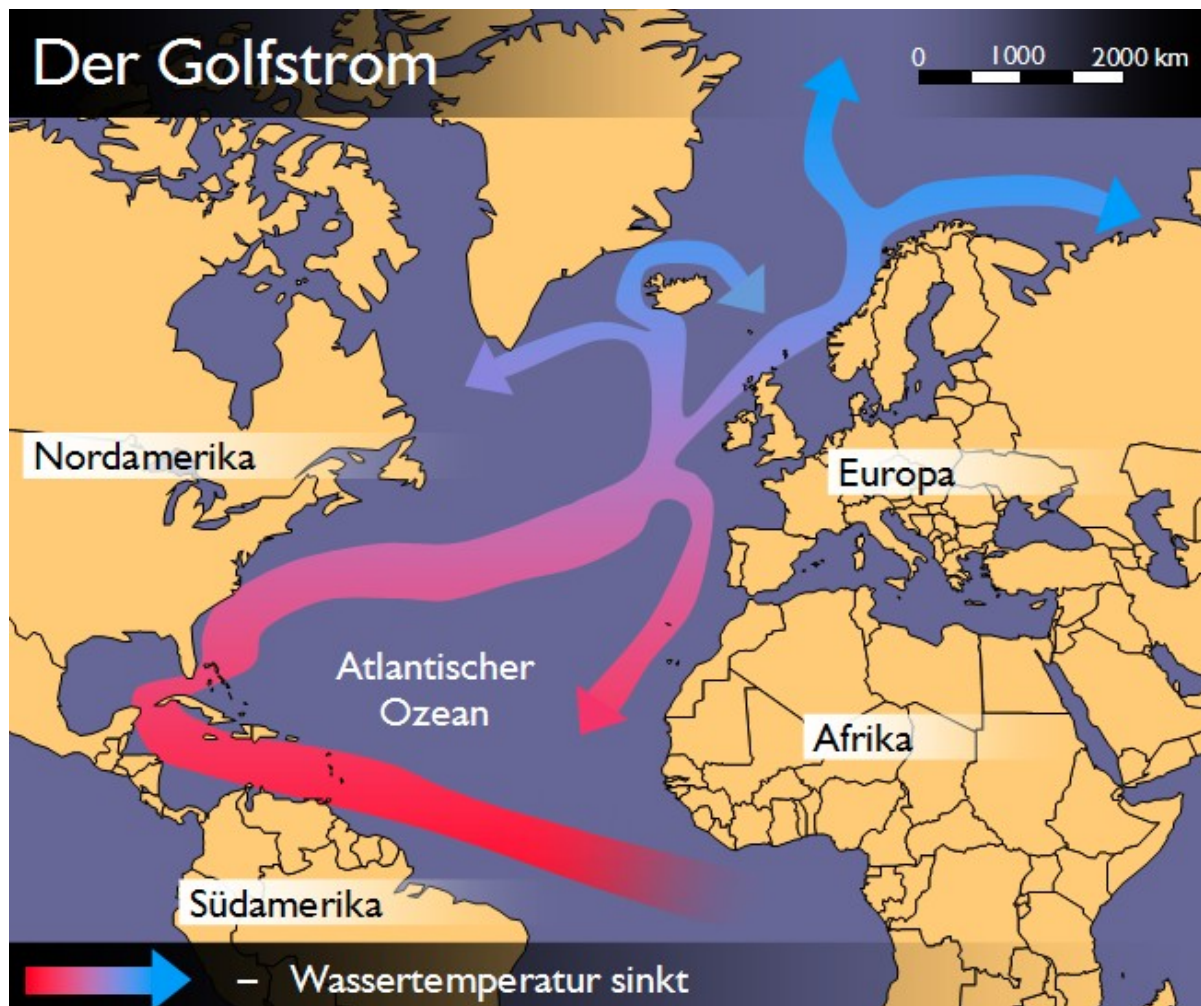 Der Golfstrom
0 1000 2000 km
Nordamerika
Europa
Atlantischer
Ozean
Afrika
Südamerika
– Wassertemperatur sinkt